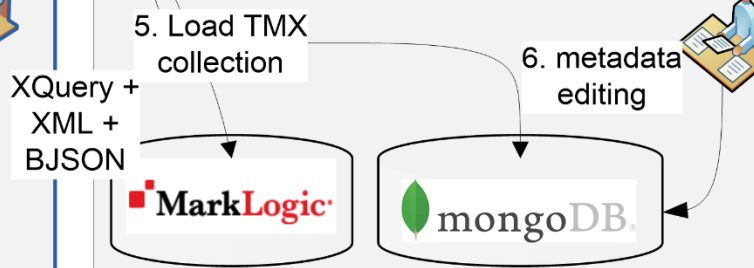 5. Load TMX
collection
6. metadata
editing
XQuery +
XML +
BJSON
MarkLogic
mongoDB.